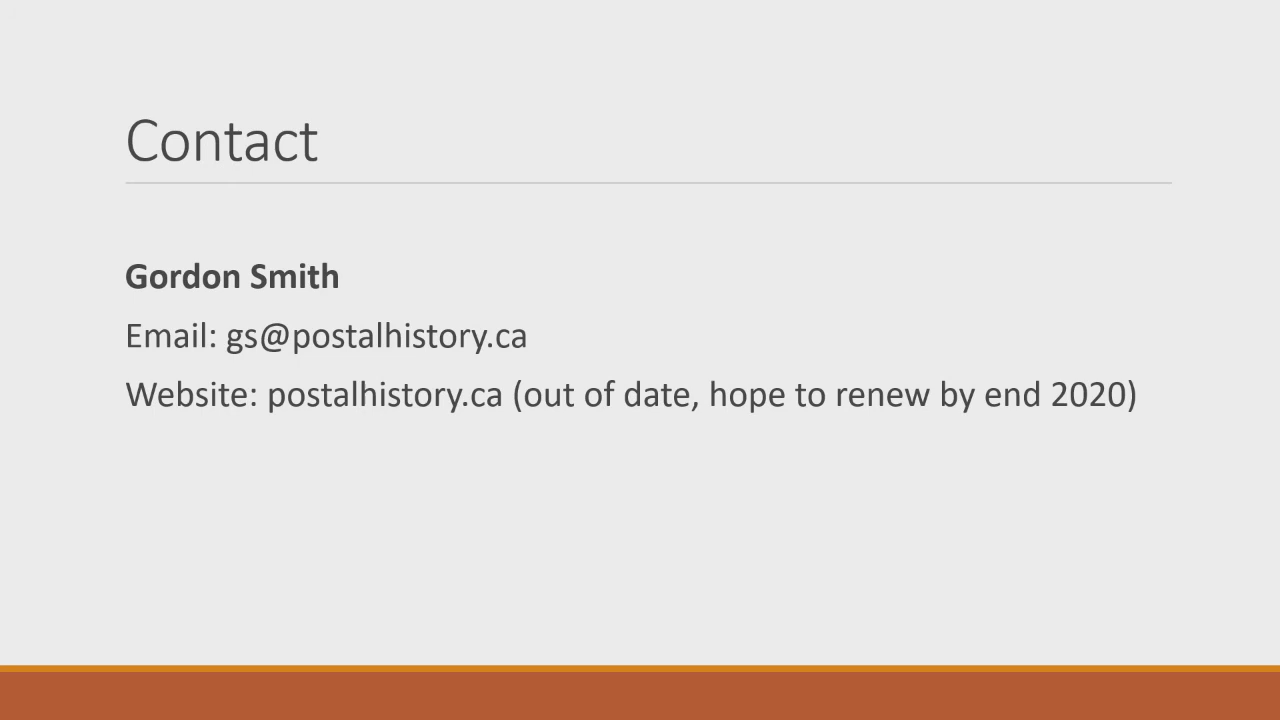 Contact
Gordon Smith
Email: gs@postalhistory.ca
Website: postalhistory.ca (out of date, hope to renew by end 2020)